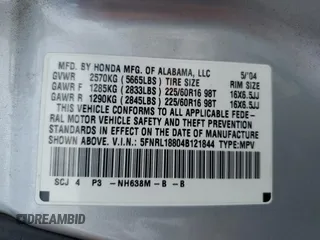 MFD. BY HONDA MFG. OF ALABAMA, LLC 5/04
GVWR 2570KG (5665LBS) TIRE SIZE RIM SIZE
GAWR F 1285KG (2833LBS) 225/60R16 98T 16X6.5JJ
GAWR R 1290KG (2845LBS) 225/60R16 98T 16X6.5JJ
THIS VEHICLE CONFORMS TO ALL APPLICABLE FEDE-
RAL MOTOR VEHICLE SAFETY AND THEFT PREVENTION
STANDARDS IN EFFECT ON THE DATE OF MANUFACTURE
SHOWN ABOVE. V.I.N.: 5FNRL18804B121844 TYPE:MPV
SCJ 4 P3 -NH638M-B -B
@IDREAMBID